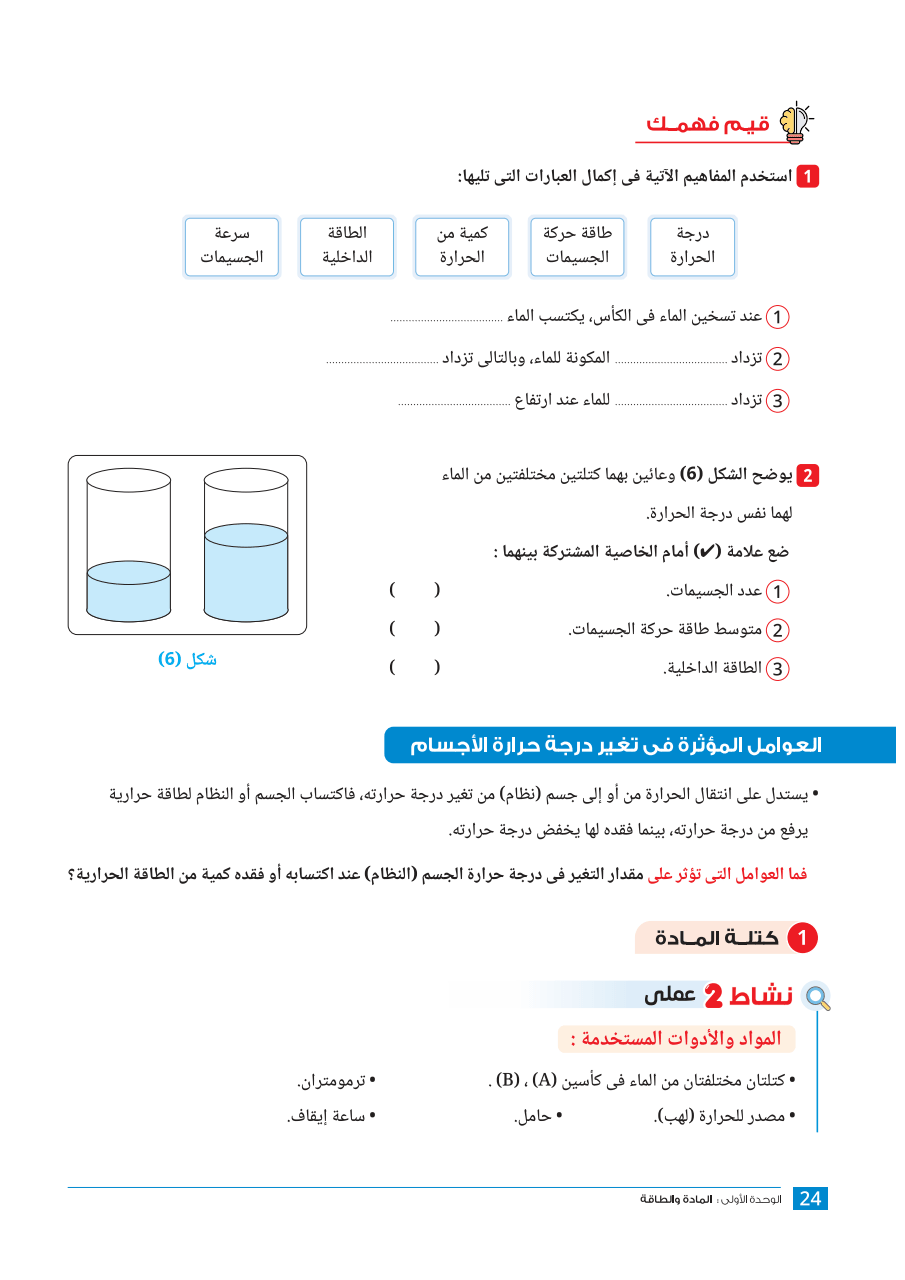 قيم فهمك
1 استخدم المفاهيم الآتية فى إكمال العبارات التى تليها:
درجة الحرارة
طاقة حركة الجسيمات
كمية من الحرارة
الطاقة الداخلية
سرعة الجسيمات
1 عند تسخين الماء فى الكأس، يكتسب الماء ....................................
2 تزداد .................................... المكونة للماء، وبالتالى تزداد ....................................
3 تزداد .................................... للماء عند ارتفاع ....................................
2 يوضح الشكل (6) وعائين بهما كتلتين مختلفتين من الماء
لهما نفس درجة الحرارة.
ضع علامة (✔) أمام الخاصية المشتركة بينهما :
1 عدد الجسيمات. ( )
2 متوسط طاقة حركة الجسيمات. ( )
3 الطاقة الداخلية. ( )
شكل (6)
العوامل المؤثرة فى تغير درجة حرارة الأجسام
• يستدل على انتقال الحرارة من أو إلى جسم (نظام) من تغير درجة حرارته، فاكتساب الجسم أو النظام لطاقة حرارية
يرفع من درجة حرارته، بينما فقده لها يخفض درجة حرارته.
فما العوامل التى تؤثر على مقدار التغير فى درجة حرارة الجسم (النظام) عند اكتسابه أو فقده كمية من الطاقة الحرارية؟
1 كتلة المادة
نشاط 2 عملى
المواد والأدوات المستخدمة :
• كتلتان مختلفتان من الماء فى كأسين (A) ، (B) . • ترمومتران.
• مصدر للحرارة (لهب). • حامل. • ساعة إيقاف.
24 الوحدة الأولى : المادة والطاقة